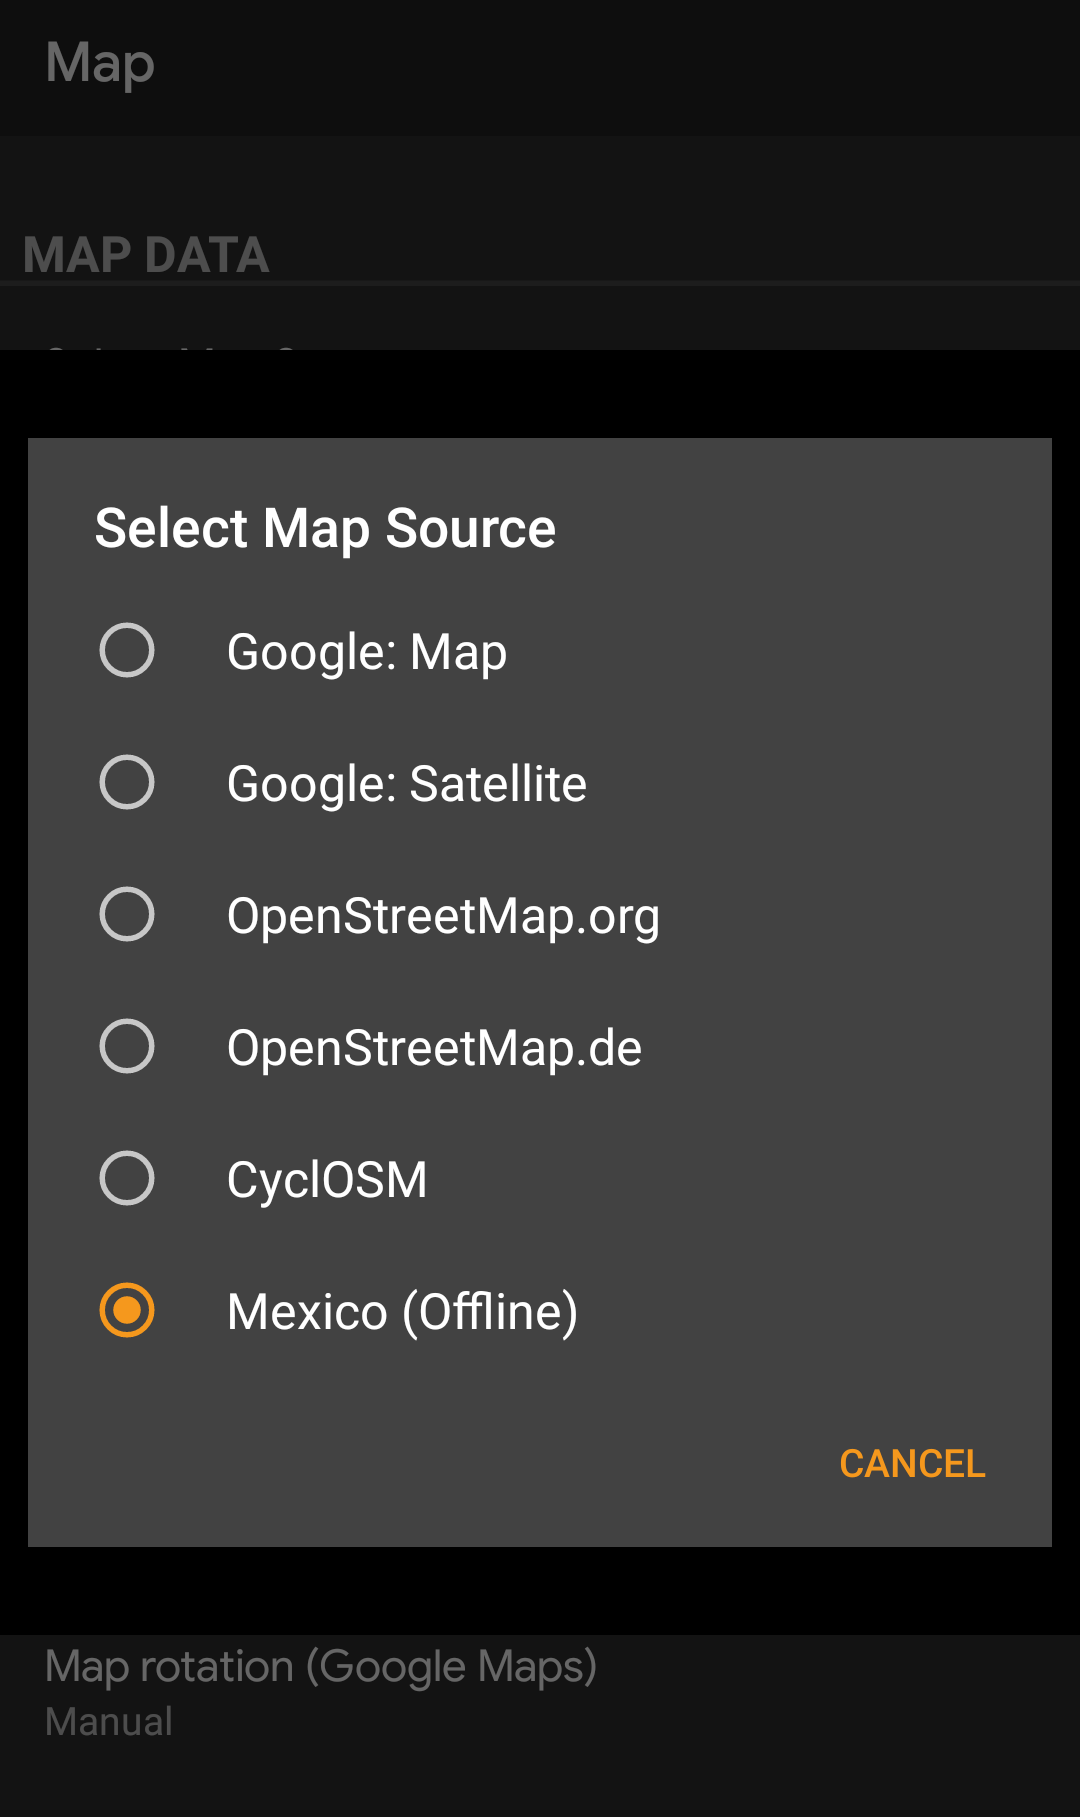 Map
MAP DATA
Select Map Source
Google: Map
Google: Satellite
OpenStreetMap.org
OpenStreetMap.de
CyclOSM
Mexico (Offline)
CANCEL
Map rotation (Google Maps)
Manual